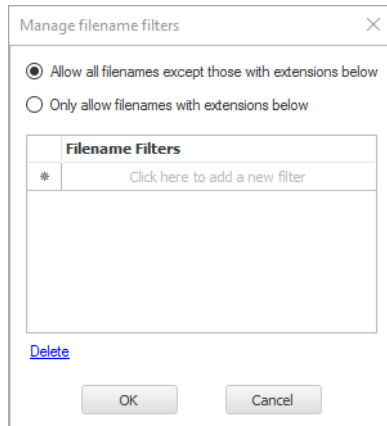 Manage filename filters
Allow all filenames except those with extensions below
Only allow filenames with extensions below
Filename Filters
Click here to add a new filter
Delete
OK
Cancel